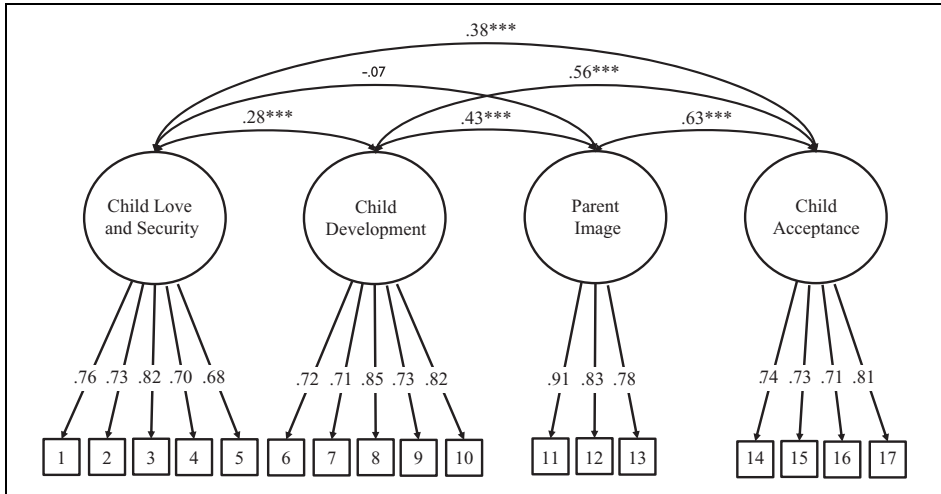 .38***
-.07
.56***
.28***
.43***
.63***
Child Love
and Security
Child
Development
Parent
Image
Child
Acceptance
.76 .73 .82 .70 .68
.72 .71 .85 .73 .82
.91 .83 .78
.74 .73 .71 .81
1 2 3 4 5
6 7 8 9 10
11 12 13
14 15 16 17